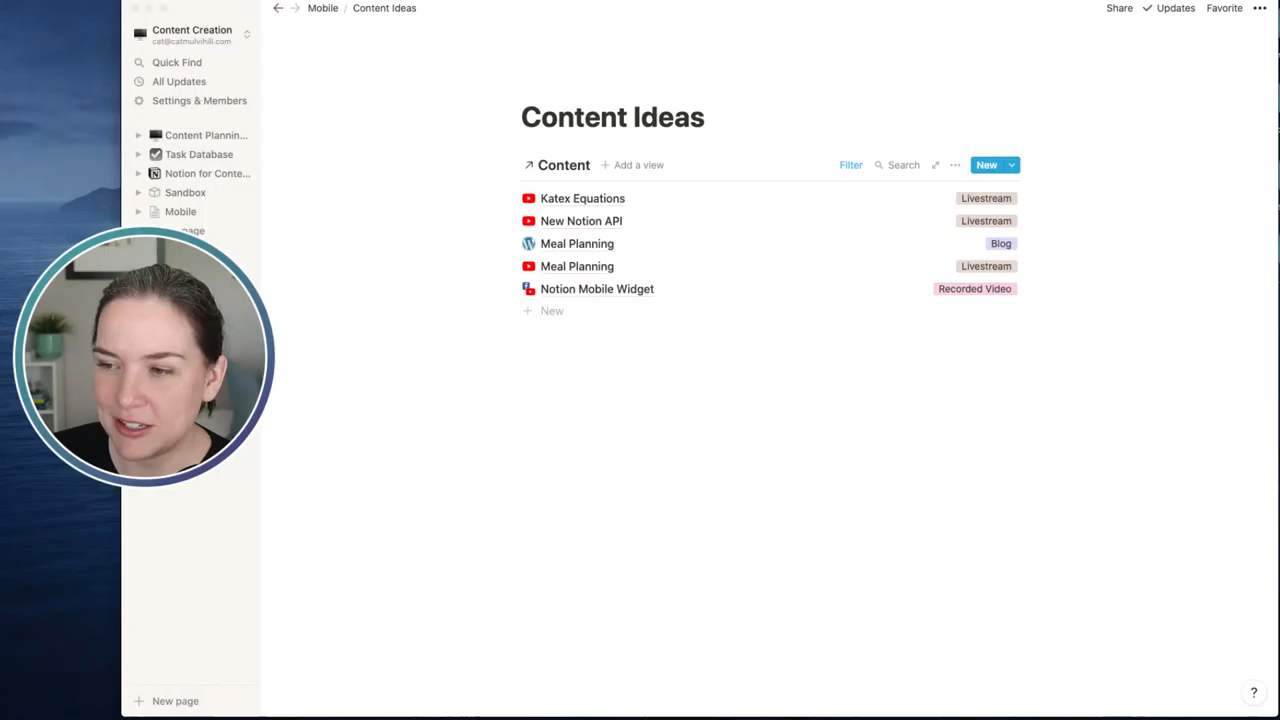 Content Creation
cat@catmulvihill.com
Quick Find
All Updates
Settings & Members
Content Plannin...
Task Database
Notion for Conte...
Sandbox
Mobile
page
New page
Mobile / Content Ideas
Share
Updates
Favorite
Content Ideas
Content
Add a view
Filter
Search
New
Katex Equations
Livestream
New Notion API
Livestream
Meal Planning
Blog
Meal Planning
Livestream
Notion Mobile Widget
Recorded Video
New
?